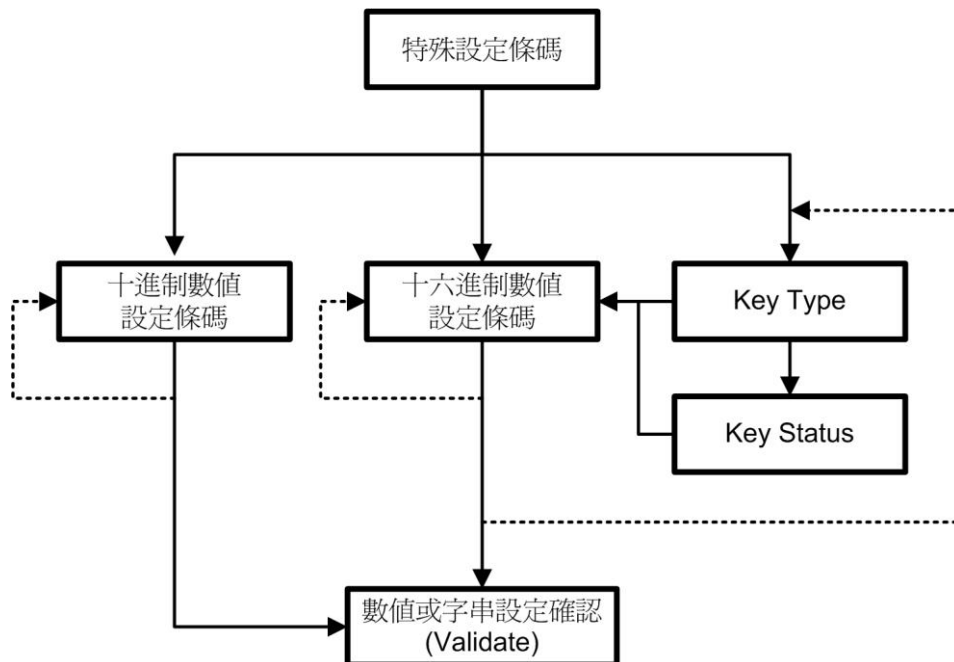 特殊設定條碼
十進制數值
設定條碼
十六進制數值
設定條碼
Key Type
Key Status
數值或字串設定確認
(Validate)